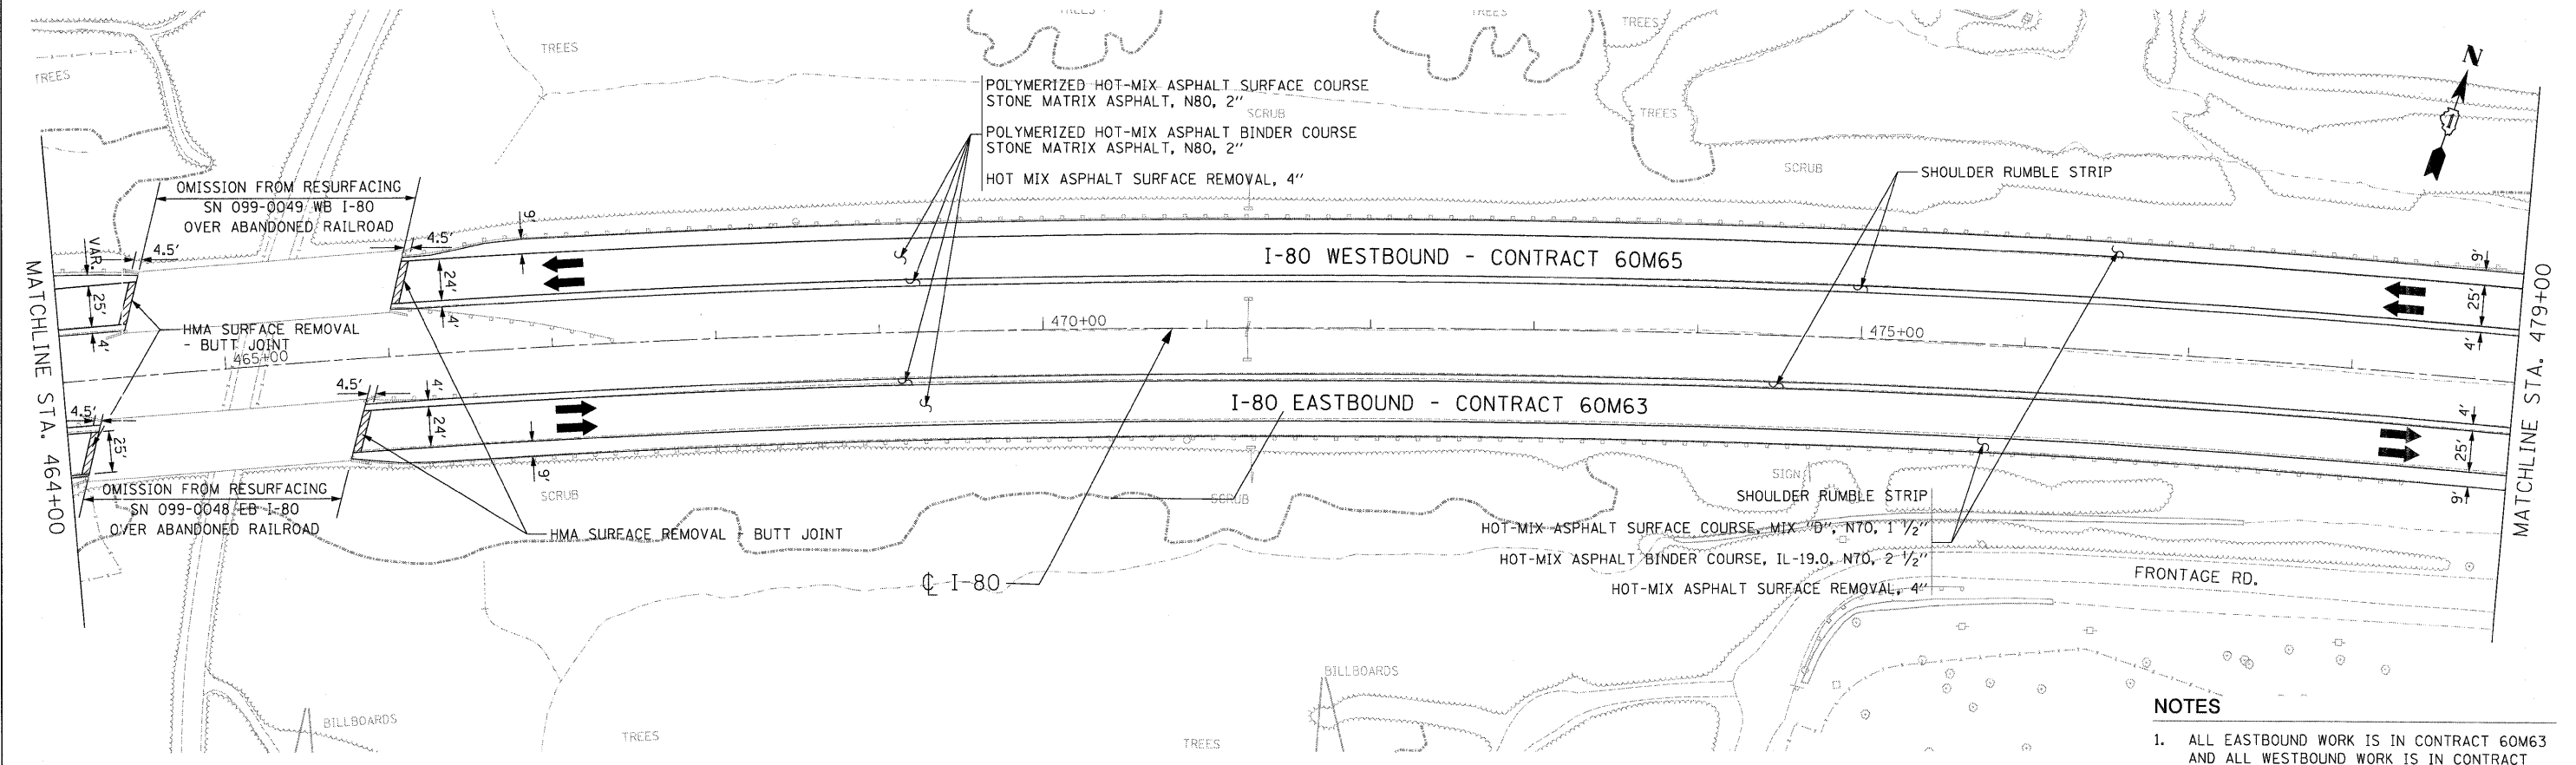 TREES
TREES
TREES
TREES
TREES
N
POLYMERIZED HOT-MIX ASPHALT SURFACE COURSE
STONE MATRIX ASPHALT, N80, 2"
SCRUB
TREES
POLYMERIZED HOT-MIX ASPHALT BINDER COURSE
STONE MATRIX ASPHALT, N80, 2"
HOT MIX ASPHALT SURFACE REMOVAL, 4"
SCRUB
SHOULDER RUMBLE STRIP
OMISSION FROM RESURFACING
SN 099-0049 WB I-80
OVER ABANDONED RAILROAD
VAR.
4.5'
4.5'
9'
25'
4'
24'
4'
I-80 WESTBOUND - CONTRACT 60M65
9'
25'
4'
MATCHLINE STA. 464+00
MATCHLINE STA. 479+00
HMA SURFACE REMOVAL
- BUTT JOINT
465+00
470+00
475+00
4.5'
25'
4.5'
4'
24'
9'
I-80 EASTBOUND - CONTRACT 60M63
4'
25'
9'
OMISSION FROM RESURFACING
SN 099-0048 EB I-80
OVER ABANDONED RAILROAD
SCRUB
SCRUB
SIGN
HMA SURFACE REMOVAL - BUTT JOINT
SHOULDER RUMBLE STRIP
HOT-MIX ASPHALT SURFACE COURSE, MIX "D", N70, 1 1/2"
HOT-MIX ASPHALT BINDER COURSE, IL-19.0, N70, 2 1/2"
HOT-MIX ASPHALT SURFACE REMOVAL, 4"
℄ I-80
FRONTAGE RD.
BILLBOARDS
BILLBOARDS
TREES
TREES
NOTES
1. ALL EASTBOUND WORK IS IN CONTRACT 60M63
AND ALL WESTBOUND WORK IS IN CONTRACT